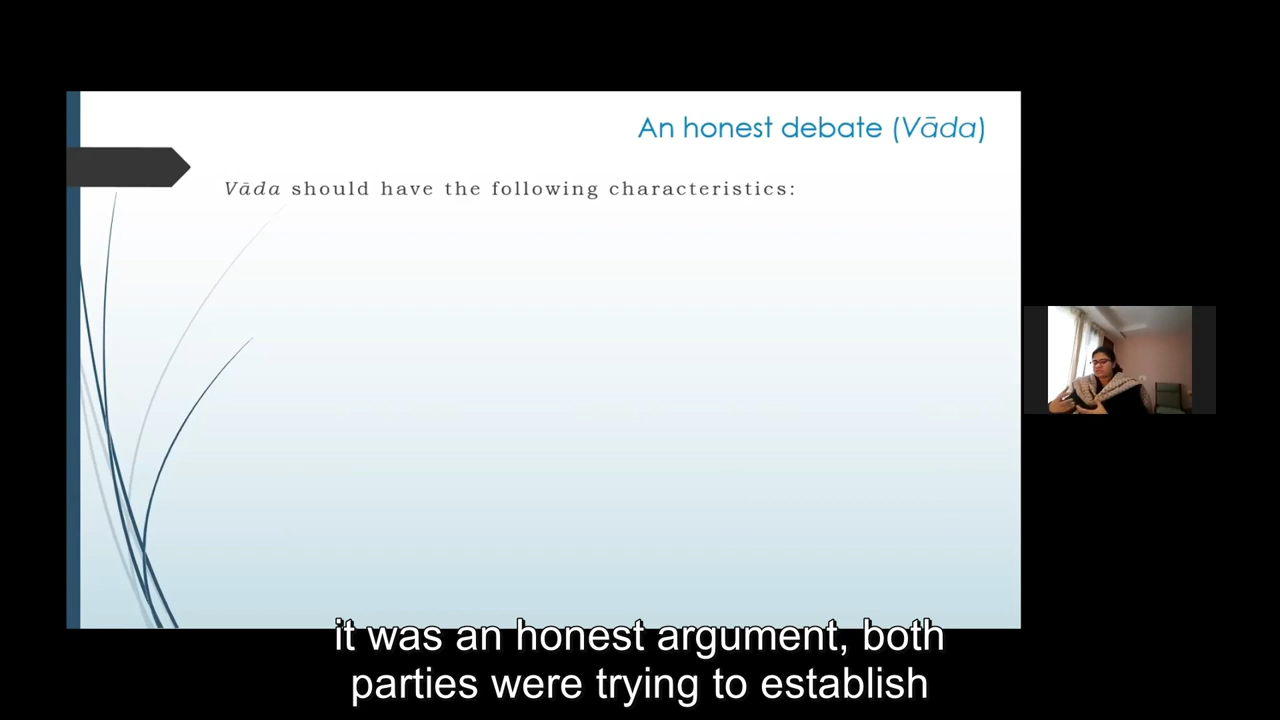 An honest debate (Vāda)
Vāda should have the following characteristics:
it was an honest argument, both
parties were trying to establish